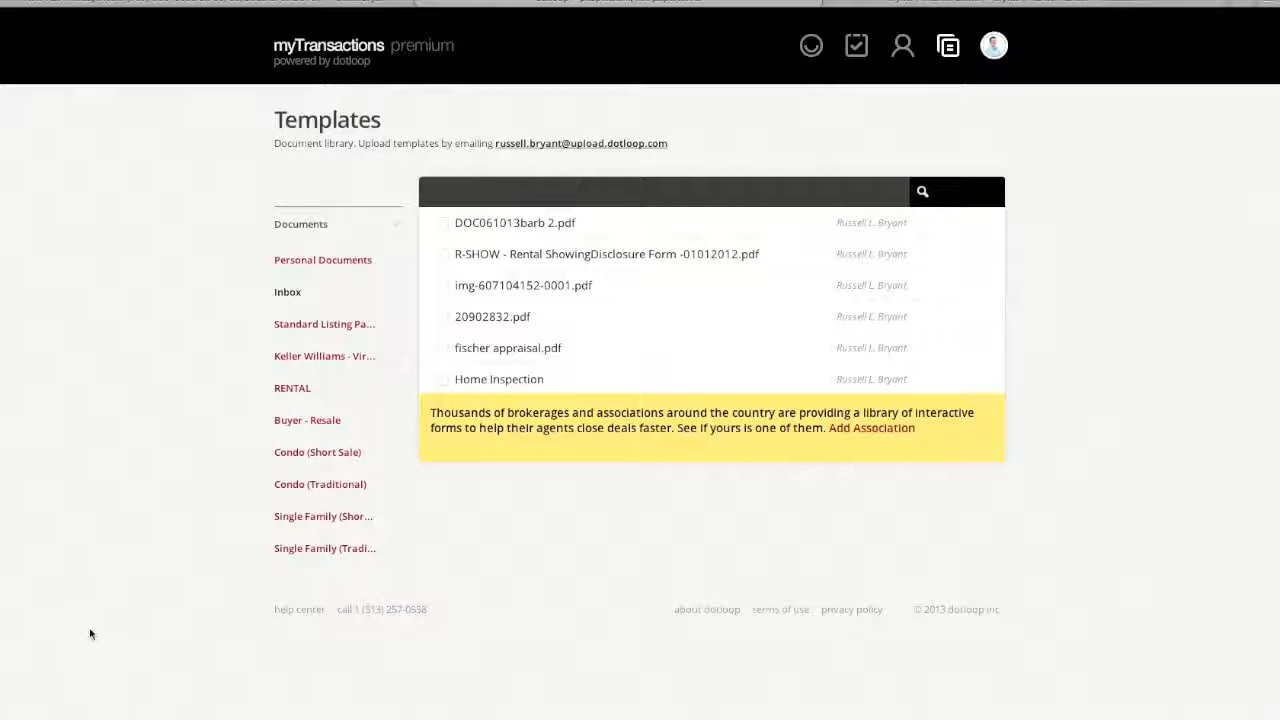 myTransactions premium
powered by dotloop
Templates
Document library. Upload templates by emailing russell.bryant@upload.dotloop.com
Documents
Personal Documents
Inbox
Standard Listing Pa...
Keller Williams - Vir...
RENTAL
Buyer - Resale
Condo (Short Sale)
Condo (Traditional)
Single Family (Shor...
Single Family (Tradi...
DOC061013barb 2.pdf Russell L. Bryant
R-SHOW - Rental ShowingDisclosure Form -01012012.pdf Russell L. Bryant
img-607104152-0001.pdf Russell L. Bryant
20902832.pdf Russell L. Bryant
fischer appraisal.pdf Russell L. Bryant
Home Inspection Russell L. Bryant
Thousands of brokerages and associations around the country are providing a library of interactive
forms to help their agents close deals faster. See if yours is one of them. Add Association
help center call 1 (513) 257-0558 about dotloop terms of use privacy policy © 2013 dotloop inc